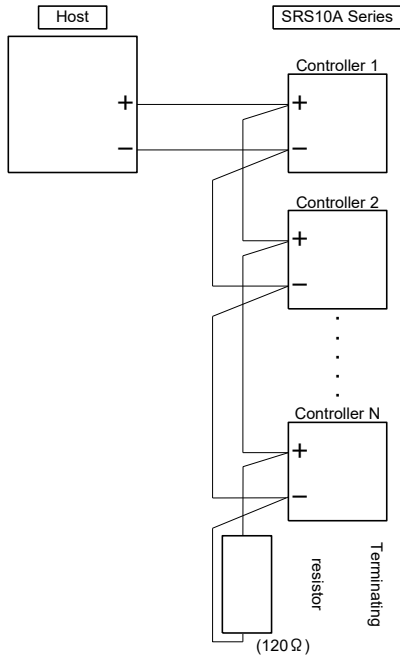 Host
SRS10A Series
Controller 1
+
+
−
−
Controller 2
+
−
Controller N
+
−
Terminating
resistor
(120Ω)